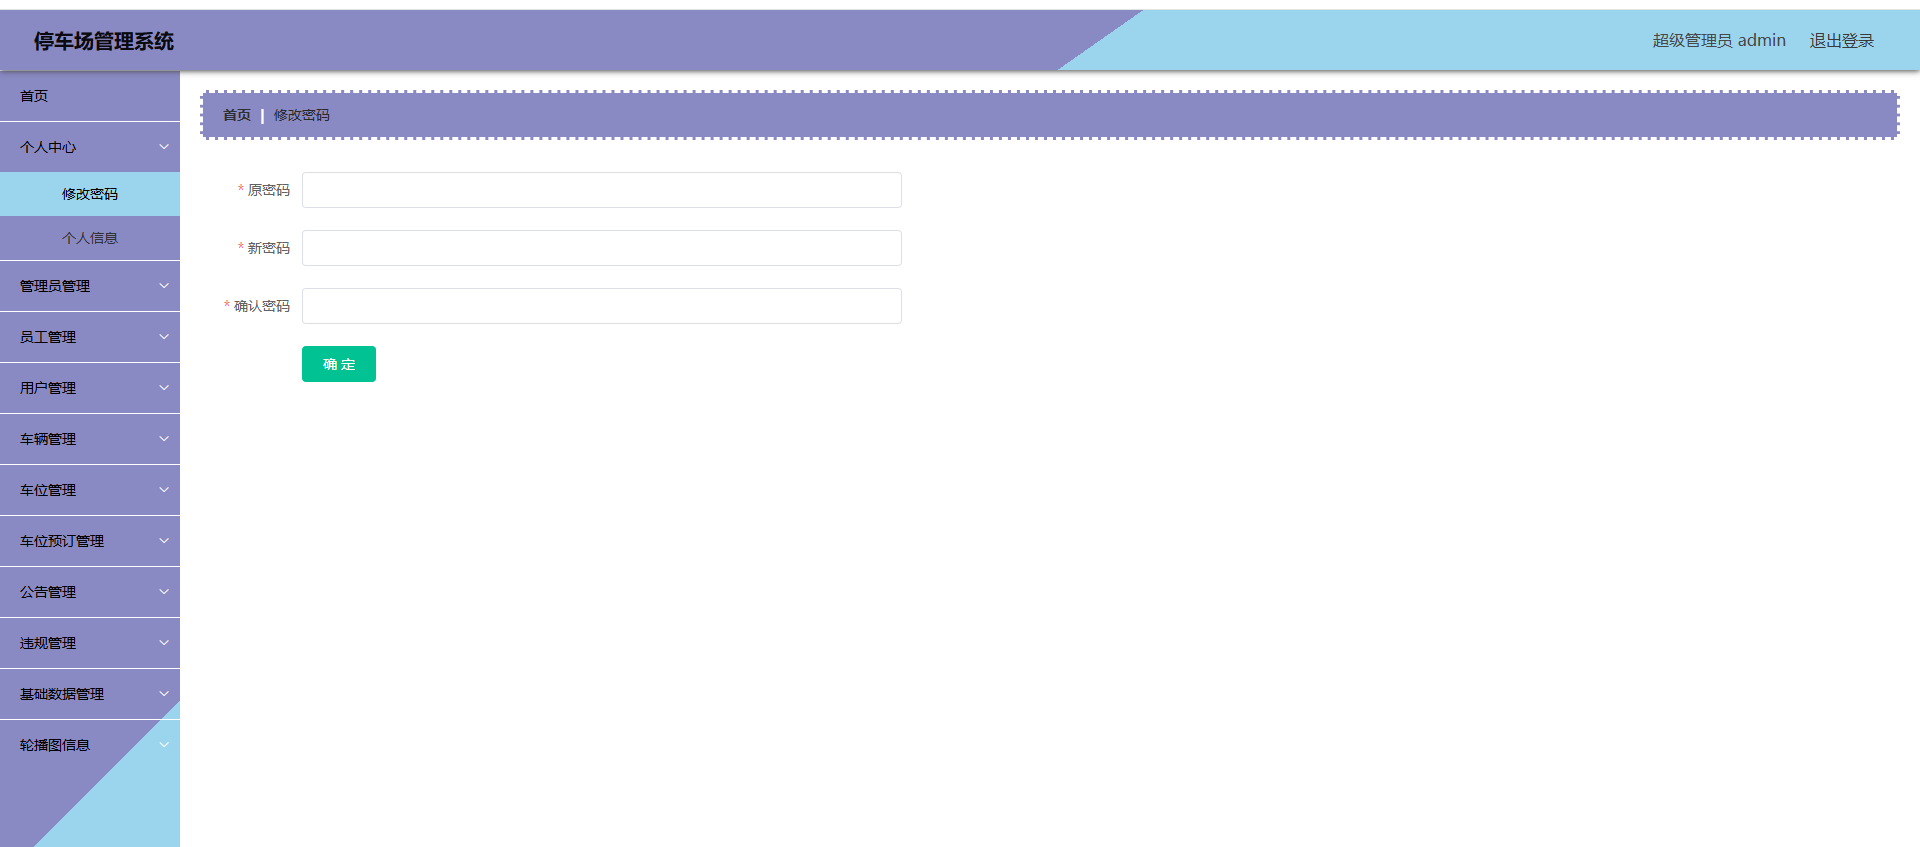 停车场管理系统
超级管理员 admin
退出登录
首页
个人中心
修改密码
个人信息
管理员管理
员工管理
用户管理
车辆管理
车位管理
车位预订管理
公告管理
违规管理
基础数据管理
轮播图信息
首页 | 修改密码
* 原密码
* 新密码
* 确认密码
确 定